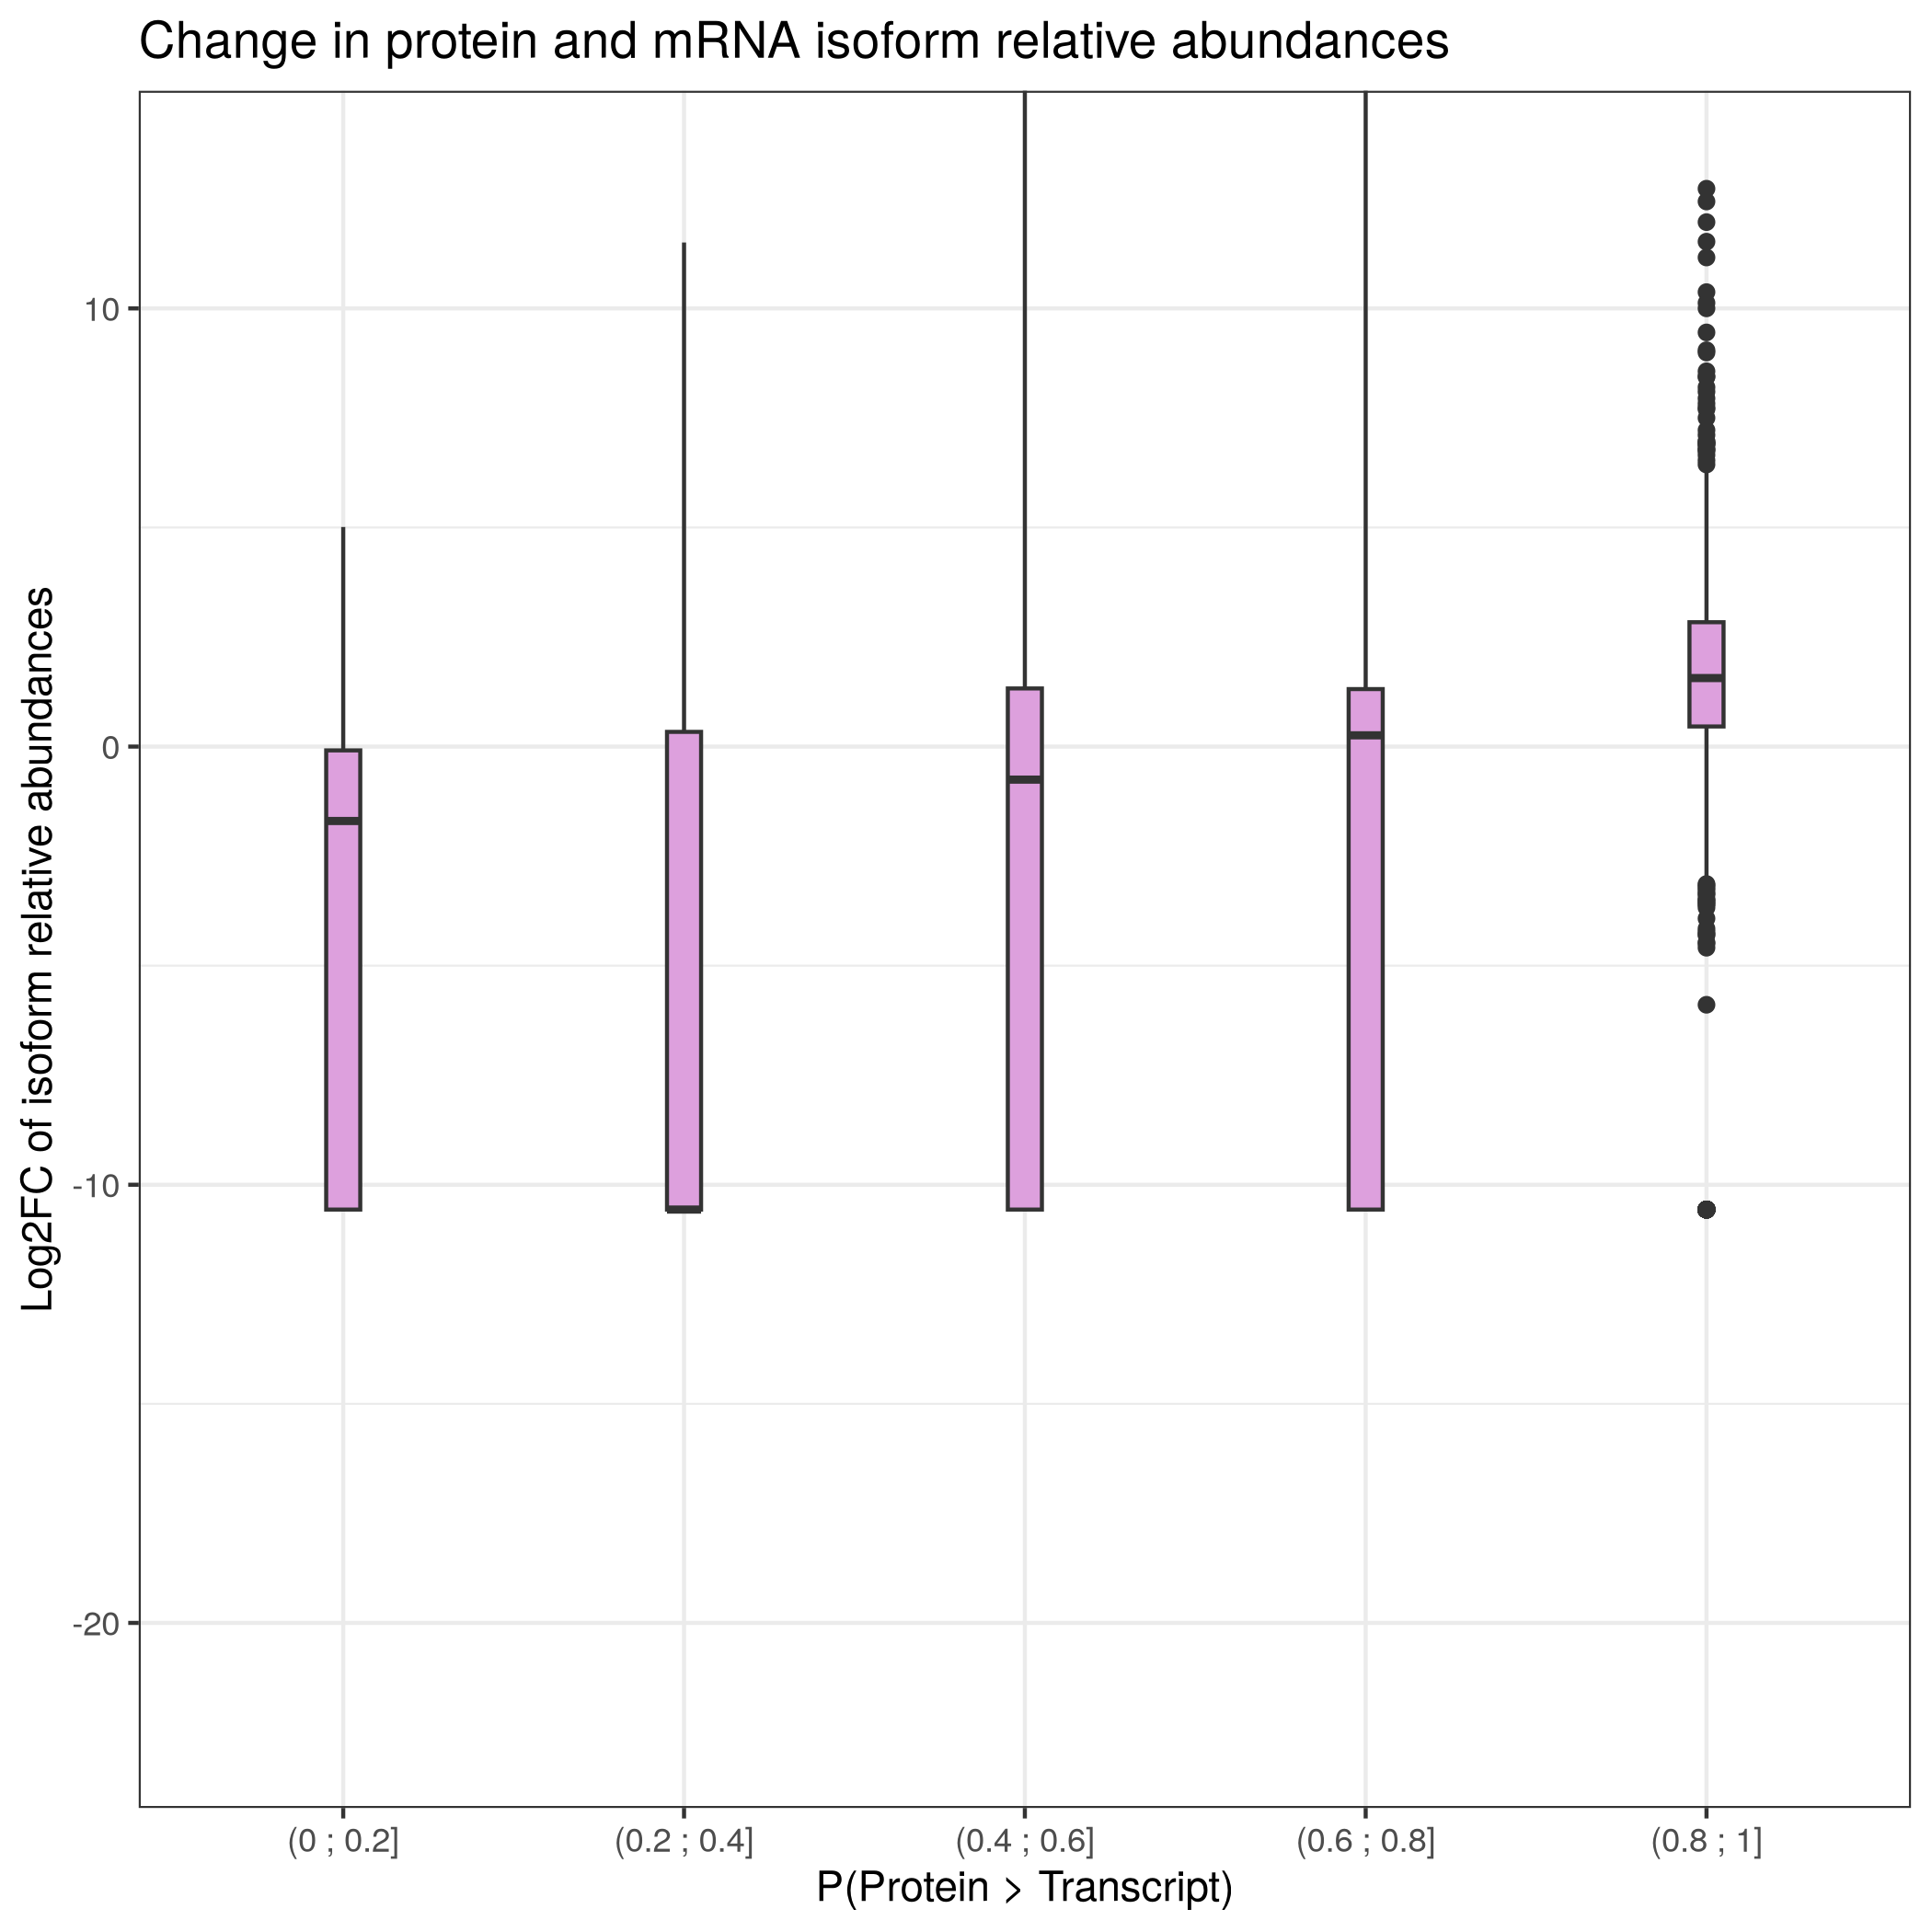 Change in protein and mRNA isoform relative abundances
Log2FC of isoform relative abundances
10
0
-10
-20
(0 ; 0.2]
(0.2 ; 0.4]
(0.4 ; 0.6]
(0.6 ; 0.8]
(0.8 ; 1]
P(Protein > Transcript)